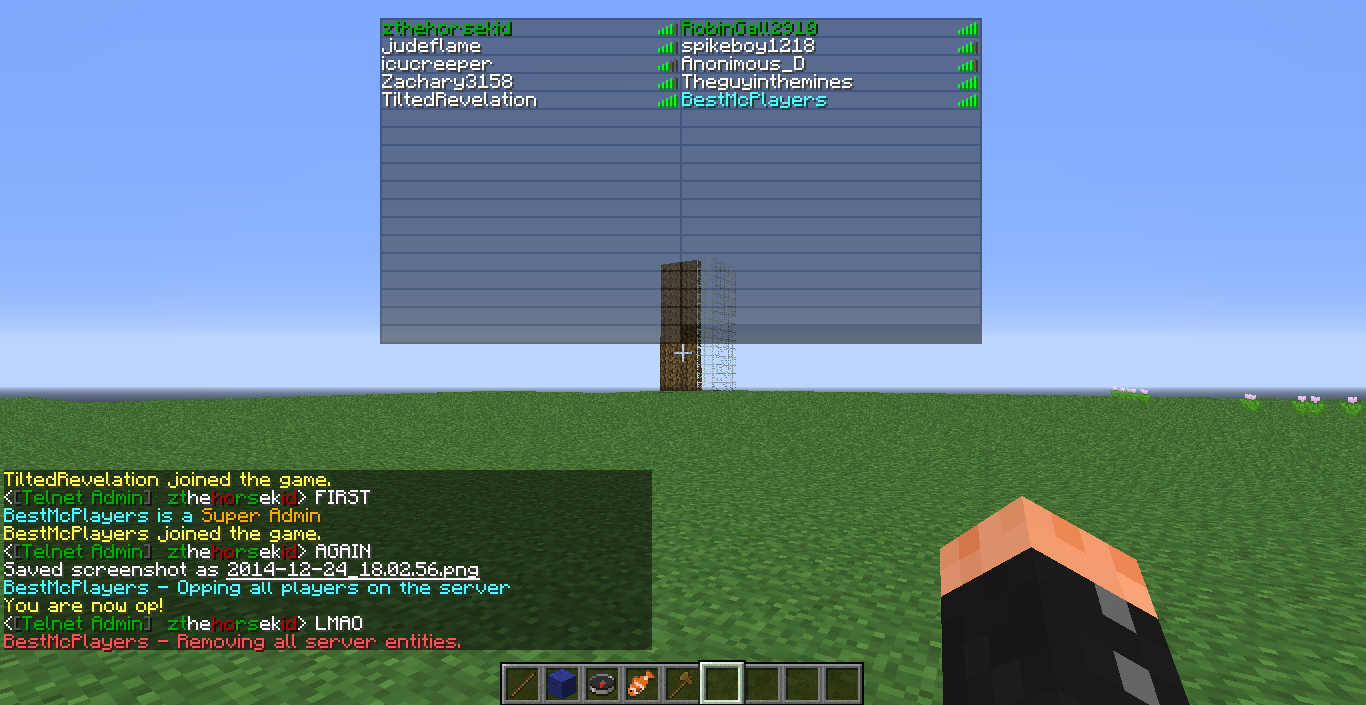 zthehorsekid RobinGall2910
judeflame spikeboy1218
icucreeper Anonimous_D
Zachary3158 Theguyinthemines
TiltedRevelation BestMcPlayers
TiltedRevelation joined the game.
<[Telnet Admin] zthehorsekid> FIRST
BestMcPlayers is a Super Admin
BestMcPlayers joined the game.
<[Telnet Admin] zthehorsekid> AGAIN
Saved screenshot as 2014-12-24_18.02.56.png
BestMcPlayers - Opping all players on the server
You are now op!
<[Telnet Admin] zthehorsekid> LMAO
BestMcPlayers - Removing all server entities.